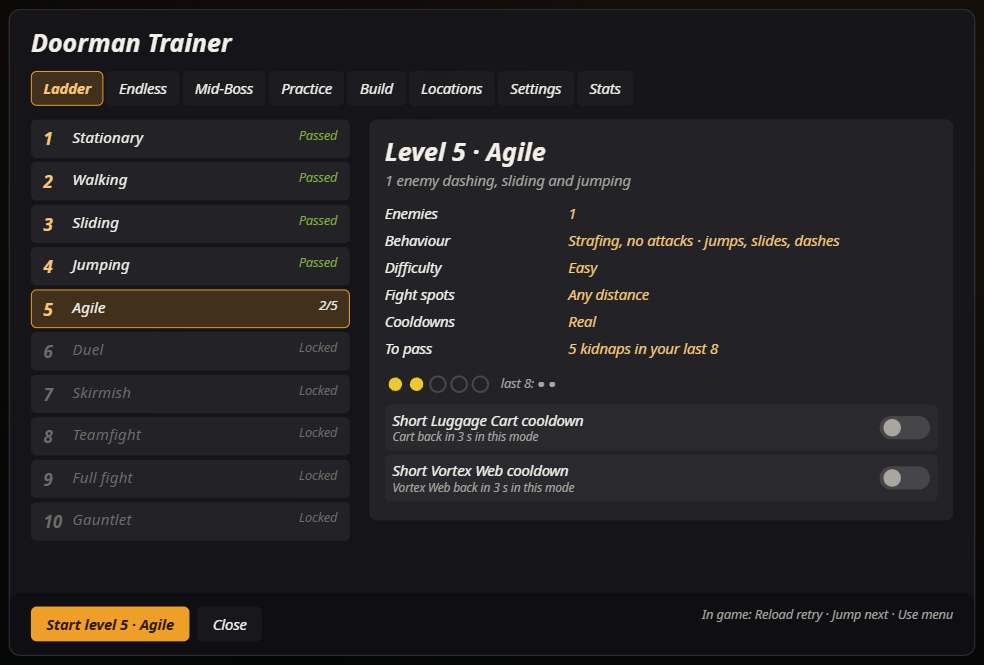 Doorman Trainer
Ladder
Endless
Mid-Boss
Practice
Build
Locations
Settings
Stats
1 Stationary Passed
2 Walking Passed
3 Sliding Passed
4 Jumping Passed
5 Agile 2/5
6 Duel Locked
7 Skirmish Locked
8 Teamfight Locked
9 Full fight Locked
10 Gauntlet Locked
Level 5 · Agile
1 enemy dashing, sliding and jumping
Enemies 1
Behaviour Strafing, no attacks · jumps, slides, dashes
Difficulty Easy
Fight spots Any distance
Cooldowns Real
To pass 5 kidnaps in your last 8
last 8: ● ●
Short Luggage Cart cooldown
Cart back in 3 s in this mode
Short Vortex Web cooldown
Vortex Web back in 3 s in this mode
Start level 5 · Agile
Close
In game: Reload retry · Jump next · Use menu